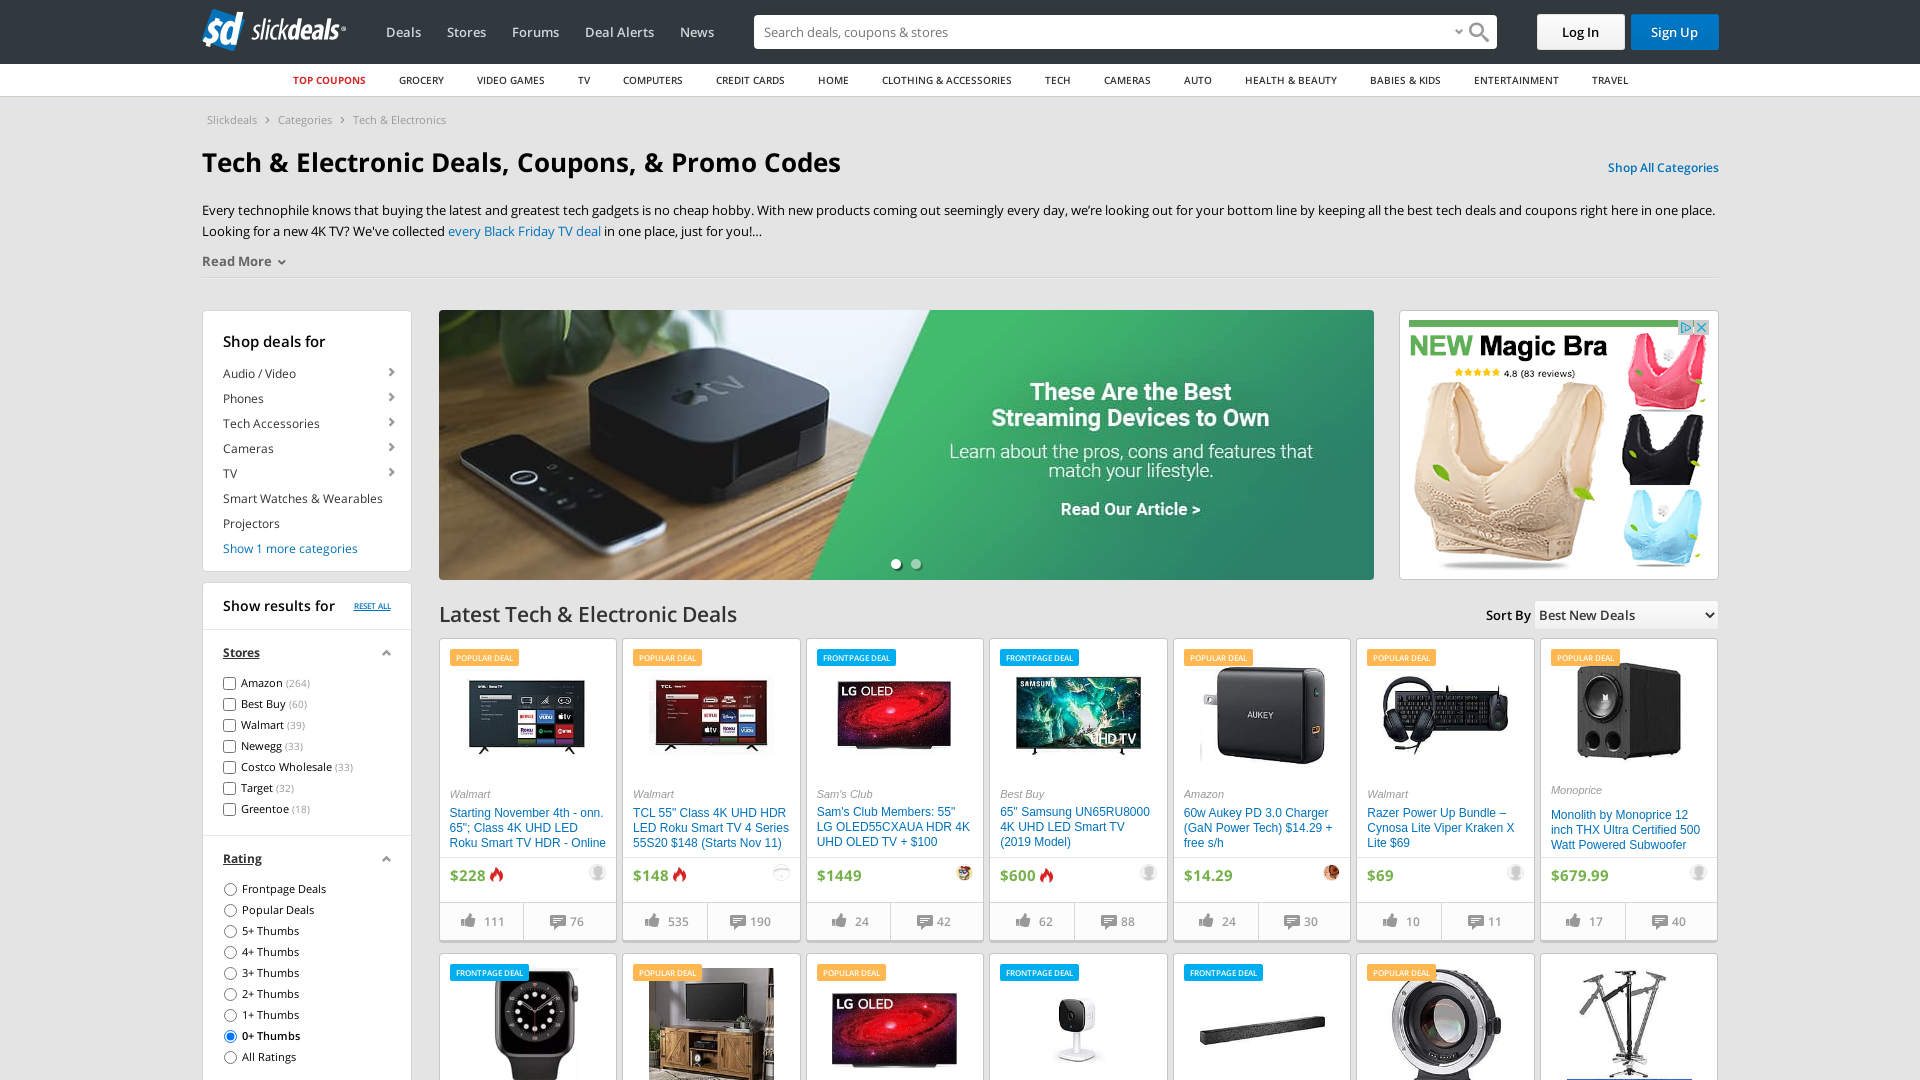 sd slickdeals
Deals
Stores
Forums
Deal Alerts
News
Search deals, coupons & stores
Log In
Sign Up
TOP COUPONS
GROCERY
VIDEO GAMES
TV
COMPUTERS
CREDIT CARDS
HOME
CLOTHING & ACCESSORIES
TECH
CAMERAS
AUTO
HEALTH & BEAUTY
BABIES & KIDS
ENTERTAINMENT
TRAVEL
Slickdeals
Categories
Tech & Electronics
Tech & Electronic Deals, Coupons, & Promo Codes
Shop All Categories
Every technophile knows that buying the latest and greatest tech gadgets is no cheap hobby. With new products coming out seemingly every day, we’re looking out for your bottom line by keeping all the best tech deals and coupons right here in one place.
Looking for a new 4K TV? We've collected every Black Friday TV deal in one place, just for you!...
Read More
Shop deals for
Audio / Video
Phones
Tech Accessories
Cameras
TV
Smart Watches & Wearables
Projectors
Show 1 more categories
Show results for
RESET ALL
Stores
Amazon (264)
Best Buy (60)
Walmart (39)
Newegg (33)
Costco Wholesale (33)
Target (32)
Greentoe (18)
Rating
Frontpage Deals
Popular Deals
5+ Thumbs
4+ Thumbs
3+ Thumbs
2+ Thumbs
1+ Thumbs
0+ Thumbs
All Ratings
tv
These Are the Best
Streaming Devices to Own
Learn about the pros, cons and features that
match your lifestyle.
Read Our Article >
NEW Magic Bra
4.8 (83 reviews)
Latest Tech & Electronic Deals
Sort By
Best New Deals
POPULAR DEAL
Walmart
Starting November 4th - onn.
65"; Class 4K UHD LED
Roku Smart TV HDR - Online
$228
111
76
POPULAR DEAL
TCL
Walmart
TCL 55" Class 4K UHD HDR
LED Roku Smart TV 4 Series
55S20 $148 (Starts Nov 11)
$148
535
190
FRONTPAGE DEAL
LG OLED
Sam's Club
Sam's Club Members: 55"
LG OLED55CXAUA HDR 4K
UHD OLED TV + $100
$1449
24
42
FRONTPAGE DEAL
SAMSUNG
UHD TV
Best Buy
65" Samsung UN65RU8000
4K UHD LED Smart TV
(2019 Model)
$600
62
88
POPULAR DEAL
AUKEY
Amazon
60w Aukey PD 3.0 Charger
(GaN Power Tech) $14.29 +
free s/h
$14.29
24
30
POPULAR DEAL
Walmart
Razer Power Up Bundle –
Cynosa Lite Viper Kraken X
Lite $69
$69
10
11
POPULAR DEAL
Monoprice
Monolith by Monoprice 12
inch THX Ultra Certified 500
Watt Powered Subwoofer
$679.99
17
40
FRONTPAGE DEAL
POPULAR DEAL
POPULAR DEAL
LG OLED
FRONTPAGE DEAL
FRONTPAGE DEAL
POPULAR DEAL